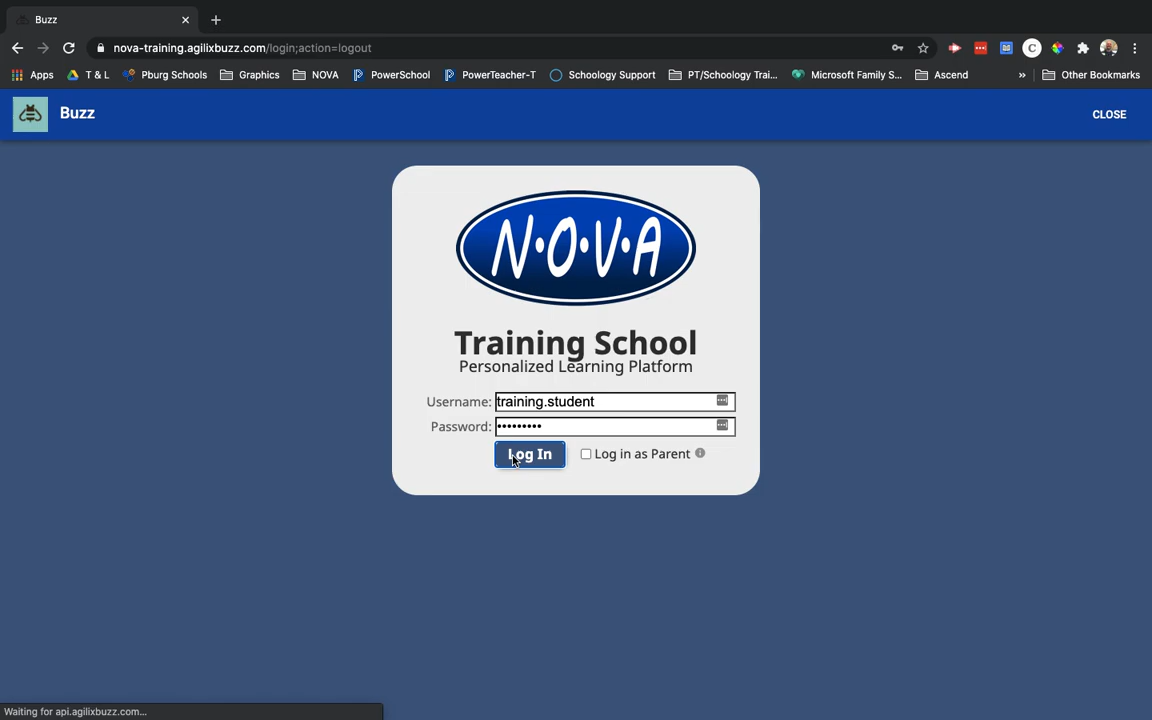 Buzz
nova-training.agilixbuzz.com/login;action=logout
Apps T & L Pburg Schools Graphics NOVA PowerSchool PowerTeacher-T Schoology Support PT/Schoology Trai... Microsoft Family S... Ascend » Other Bookmarks
Buzz CLOSE
N·O·V·A
Training School
Personalized Learning Platform
Username: training.student
Password: •••••••••
Log In Log in as Parent
Waiting for api.agilixbuzz.com...